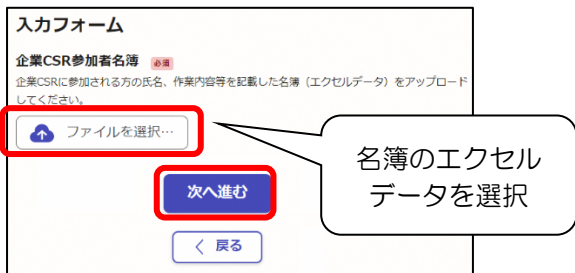 入力フォーム
企業CSR参加者名簿 必須
企業CSRに参加される方の氏名、作業内容等を記載した名簿（エクセルデータ）をアップロード
してください。
ファイルを選択…
名簿のエクセル
データを選択
次へ進む
〈 戻る